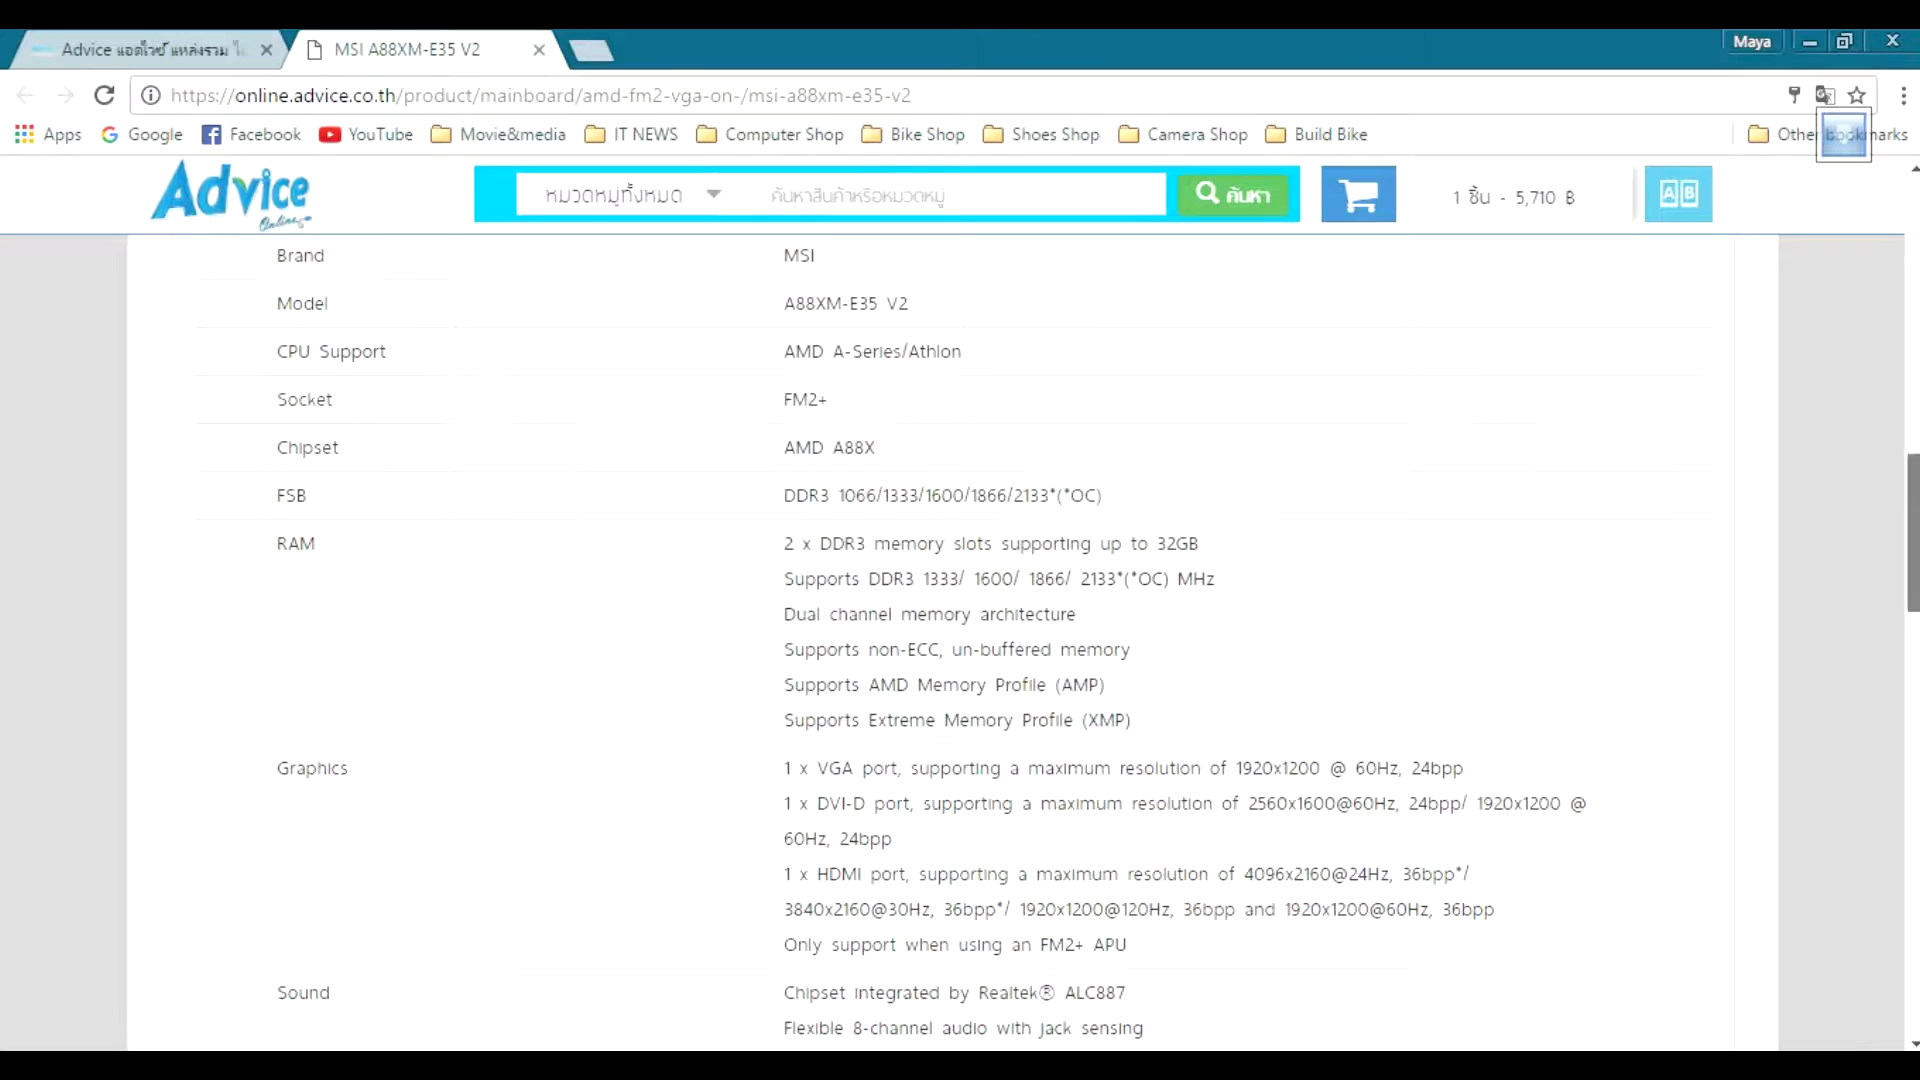 Advice แอดไวซ์ แหล่งรวม
MSI A88XM-E35 V2
Maya
https://online.advice.co.th/product/mainboard/amd-fm2-vga-on-/msi-a88xm-e35-v2
Apps Google Facebook YouTube Movie&media IT NEWS Computer Shop Bike Shop Shoes Shop Camera Shop Build Bike Other bookmarks
Advice Online
หมวดหมู่ทั้งหมด ค้นหาสินค้าหรือหมวดหมู่ ค้นหา 1 ชิ้น - 5,710 ฿ A B
Brand MSI
Model A88XM-E35 V2
CPU Support AMD A-Series/Athlon
Socket FM2+
Chipset AMD A88X
FSB DDR3 1066/1333/1600/1866/2133*(*OC)
RAM 2 x DDR3 memory slots supporting up to 32GB
Supports DDR3 1333/ 1600/ 1866/ 2133*(*OC) MHz
Dual channel memory architecture
Supports non-ECC, un-buffered memory
Supports AMD Memory Profile (AMP)
Supports Extreme Memory Profile (XMP)
Graphics 1 x VGA port, supporting a maximum resolution of 1920x1200 @ 60Hz, 24bpp
1 x DVI-D port, supporting a maximum resolution of 2560x1600@60Hz, 24bpp/ 1920x1200 @
60Hz, 24bpp
1 x HDMI port, supporting a maximum resolution of 4096x2160@24Hz, 36bpp*/
3840x2160@30Hz, 36bpp*/ 1920x1200@120Hz, 36bpp and 1920x1200@60Hz, 36bpp
Only support when using an FM2+ APU
Sound Chipset integrated by Realtek® ALC887
Flexible 8-channel audio with jack sensing